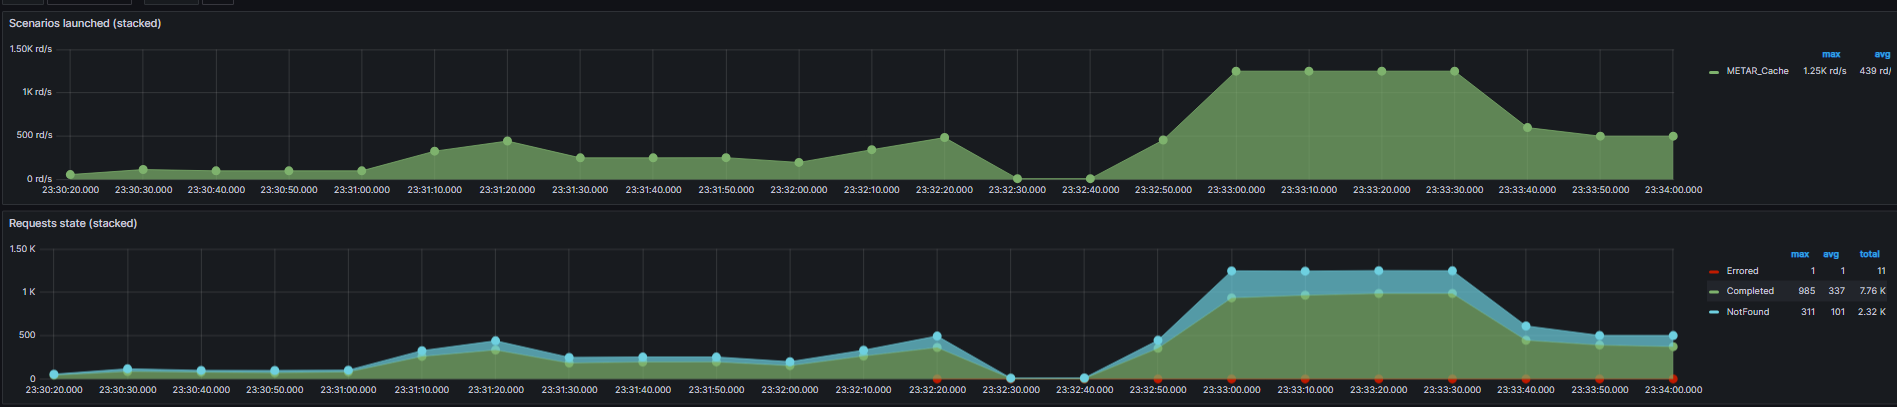 Scenarios launched (stacked)
1.50K rd/s
1K rd/s
500 rd/s
0 rd/s
23:30:20.000 23:30:30.000 23:30:40.000 23:30:50.000 23:31:00.000 23:31:10.000 23:31:20.000 23:31:30.000 23:31:40.000 23:31:50.000 23:32:00.000 23:32:10.000 23:32:20.000 23:32:30.000 23:32:40.000 23:32:50.000 23:33:00.000 23:33:10.000 23:33:20.000 23:33:30.000 23:33:40.000 23:33:50.000 23:34:00.000
max avg
METAR_Cache 1.25K rd/s 439 rd/
Requests state (stacked)
1.50 K
1 K
500
0
23:30:20.000 23:30:30.000 23:30:40.000 23:30:50.000 23:31:00.000 23:31:10.000 23:31:20.000 23:31:30.000 23:31:40.000 23:31:50.000 23:32:00.000 23:32:10.000 23:32:20.000 23:32:30.000 23:32:40.000 23:32:50.000 23:33:00.000 23:33:10.000 23:33:20.000 23:33:30.000 23:33:40.000 23:33:50.000 23:34:00.000
max avg total
Errored 1 1 11
Completed 985 337 7.76 K
NotFound 311 101 2.32 K